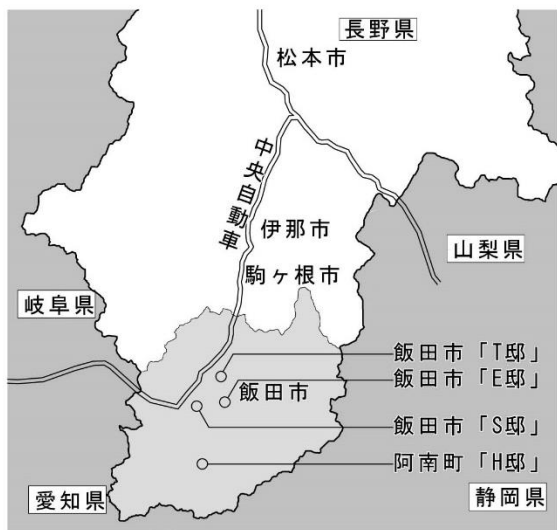 長野県
松本市
中央自動車
伊那市
山梨県
駒ヶ根市
岐阜県
飯田市「T邸」
飯田市「E邸」
飯田市
飯田市「S邸」
阿南町「H邸」
愛知県
静岡県